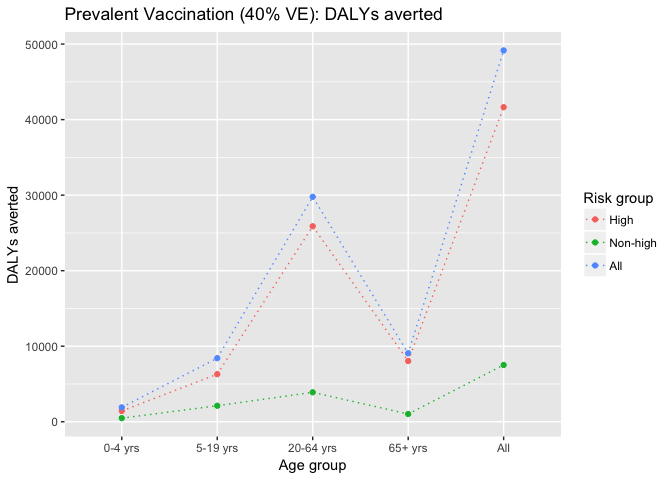 Prevalent Vaccination (40% VE): DALYs averted
50000
40000
30000
20000
10000
0
DALYs averted
0-4 yrs
5-19 yrs
20-64 yrs
65+ yrs
All
Age group
Risk group
High
Non-high
All